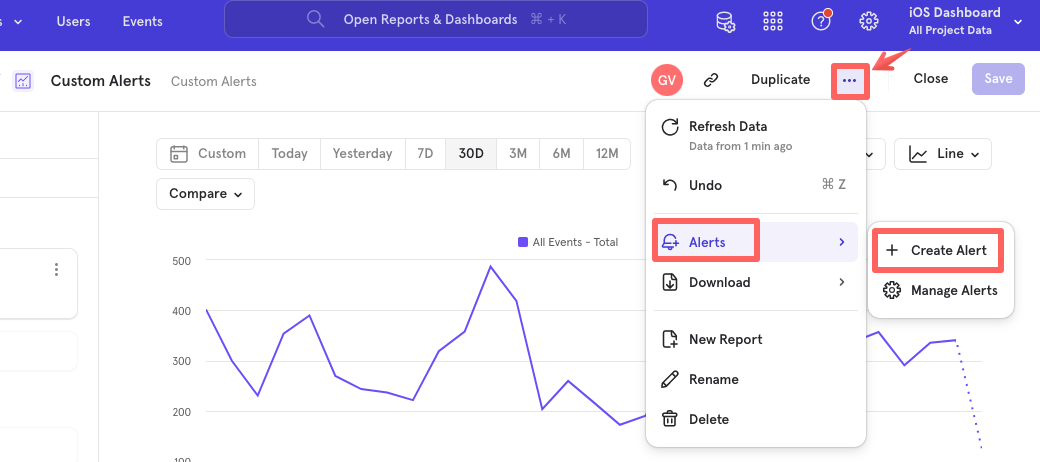 s
Users
Events
Open Reports & Dashboards ⌘ + K
iOS Dashboard
All Project Data
Custom Alerts
Custom Alerts
GV
Duplicate
Close
Save
Refresh Data
Data from 1 min ago
Undo
⌘ Z
Alerts
Download
New Report
Rename
Delete
Create Alert
Manage Alerts
Custom
Today
Yesterday
7D
30D
3M
6M
12M
Line
Compare
All Events - Total
500
400
300
200
100